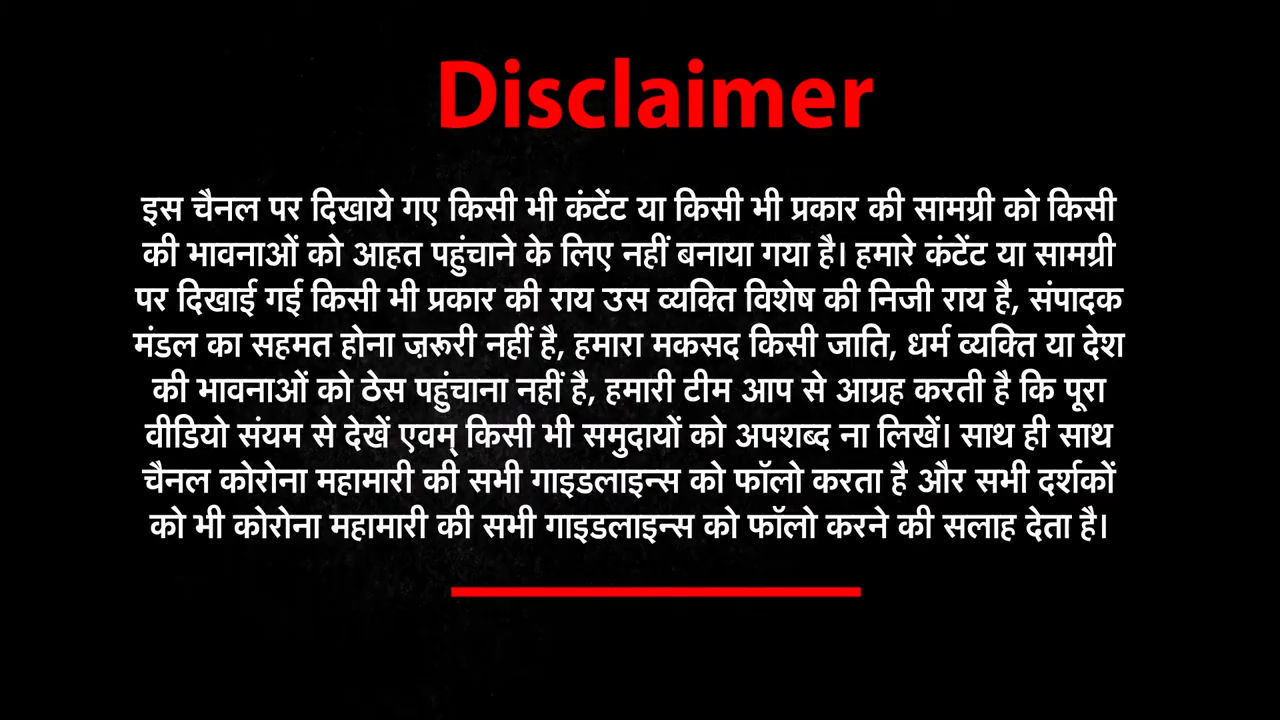 Disclaimer
इस चैनल पर दिखाये गए किसी भी कंटेंट या किसी भी प्रकार की सामग्री को किसी
की भावनाओं को आहत पहुंचाने के लिए नहीं बनाया गया है। हमारे कंटेंट या सामग्री
पर दिखाई गई किसी भी प्रकार की राय उस व्यक्ति विशेष की निजी राय है, संपादक
मंडल का सहमत होना ज़रूरी नहीं है, हमारा मकसद किसी जाति, धर्म व्यक्ति या देश
की भावनाओं को ठेस पहुंचाना नहीं है, हमारी टीम आप से आग्रह करती है कि पूरा
वीडियो संयम से देखें एवम् किसी भी समुदायों को अपशब्द ना लिखें। साथ ही साथ
चैनल कोरोना महामारी की सभी गाइडलाइन्स को फॉलो करता है और सभी दर्शकों
को भी कोरोना महामारी की सभी गाइडलाइन्स को फॉलो करने की सलाह देता है।